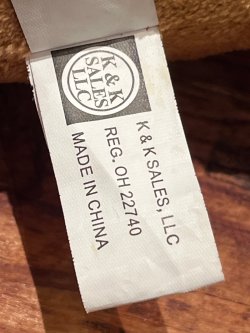 K & K
SALES
LLC
K & K SALES, LLC
REG. OH 22740
MADE IN CHINA